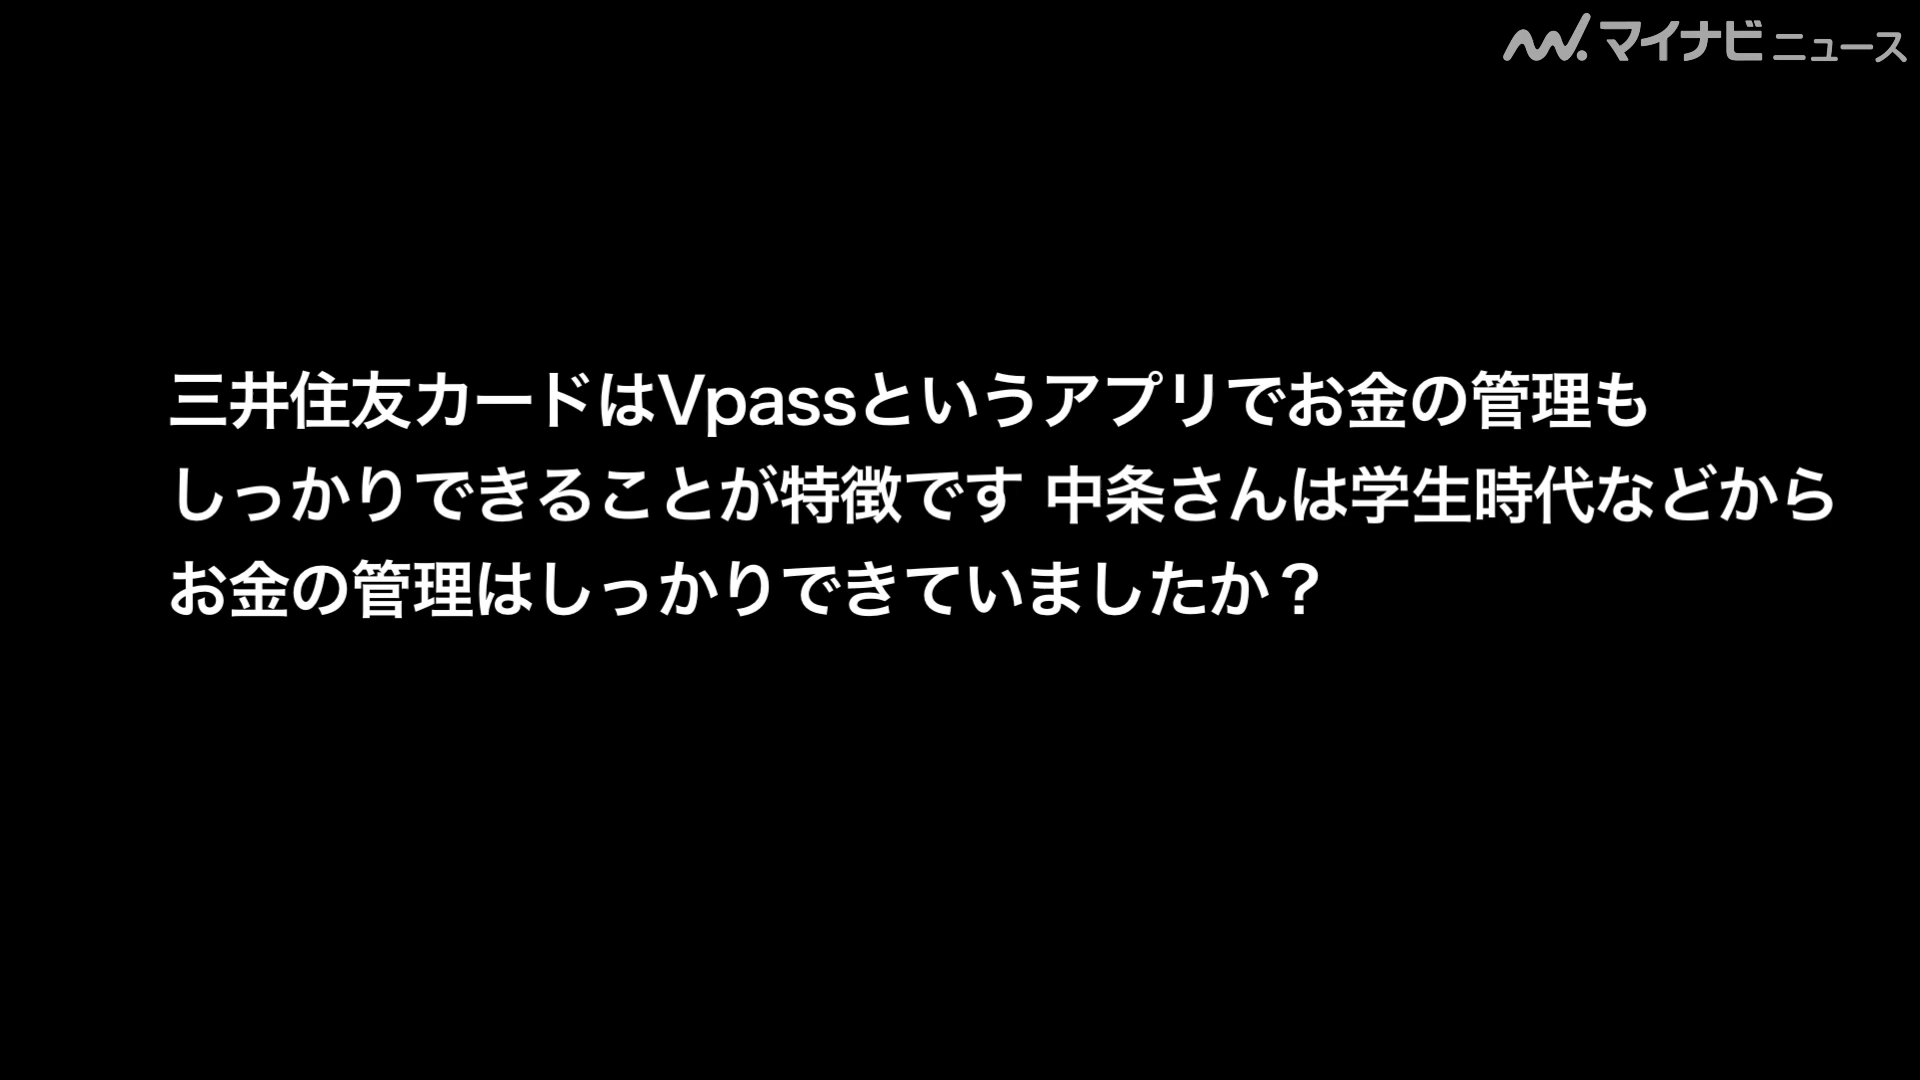 マイナビニュース
三井住友カードはVpassというアプリでお金の管理も
しっかりできることが特徴です 中条さんは学生時代などから
お金の管理はしっかりできていましたか？